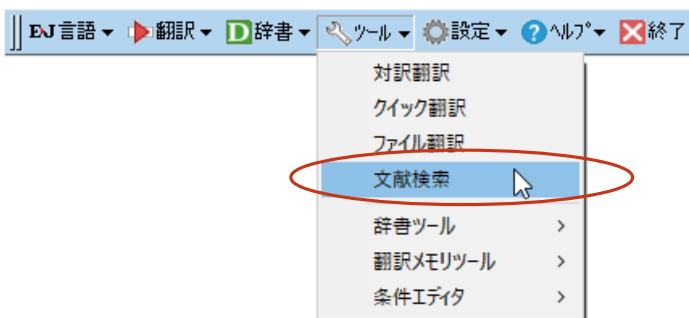 EJ 言語 翻訳 D 辞書 ツール 設定 ? ヘルプ 終了
対訳翻訳
クイック翻訳
ファイル翻訳
文献検索
辞書ツール
翻訳メモリツール
条件エディタ